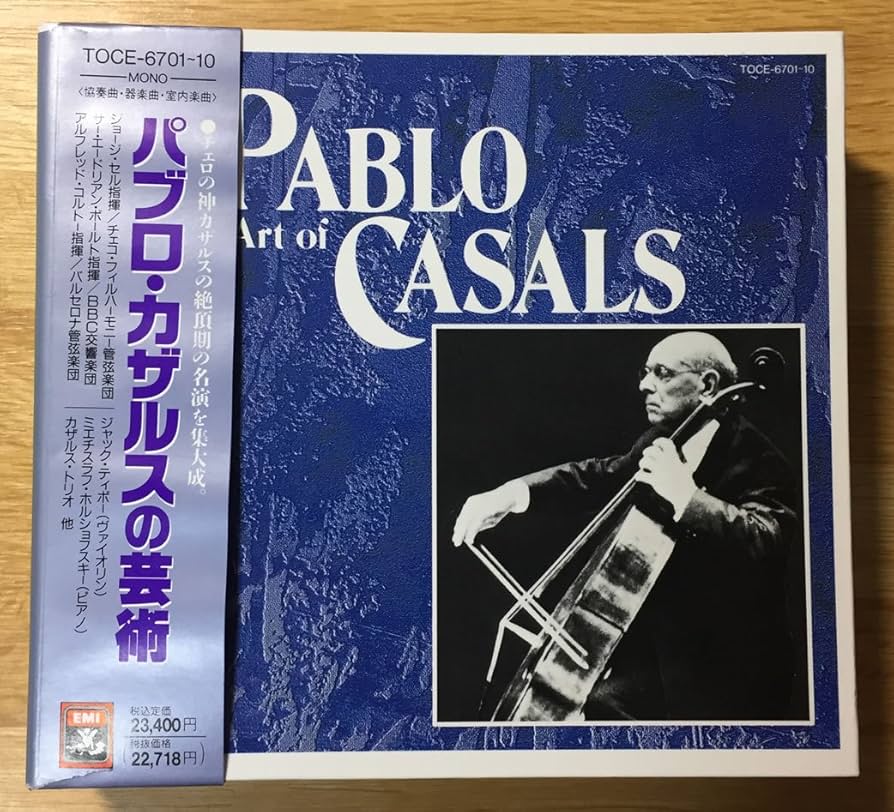 TOCE-6701~10
MONO
〈協奏曲・器楽曲・室内楽曲〉
●チェロの神カザルスの絶頂期の名演を集大成。
パブロ・カザルスの芸術
ジョージ・セル指揮/チェコ・フィルハーモニー管弦楽団
サー・エードリアン・ボールト指揮/BBC交響楽団
アルフレッド・コルトー指揮/バルセロナ管弦楽団
ジャック・ティボー(ヴァイオリン)
ミエチスラフ・ホルショフスキー(ピアノ)
カザルス・トリオ 他
EMI
税込定価
23,400円
(税抜価格
22,718円)
TOCE-6701~10
PABLO
Art of
CASALS